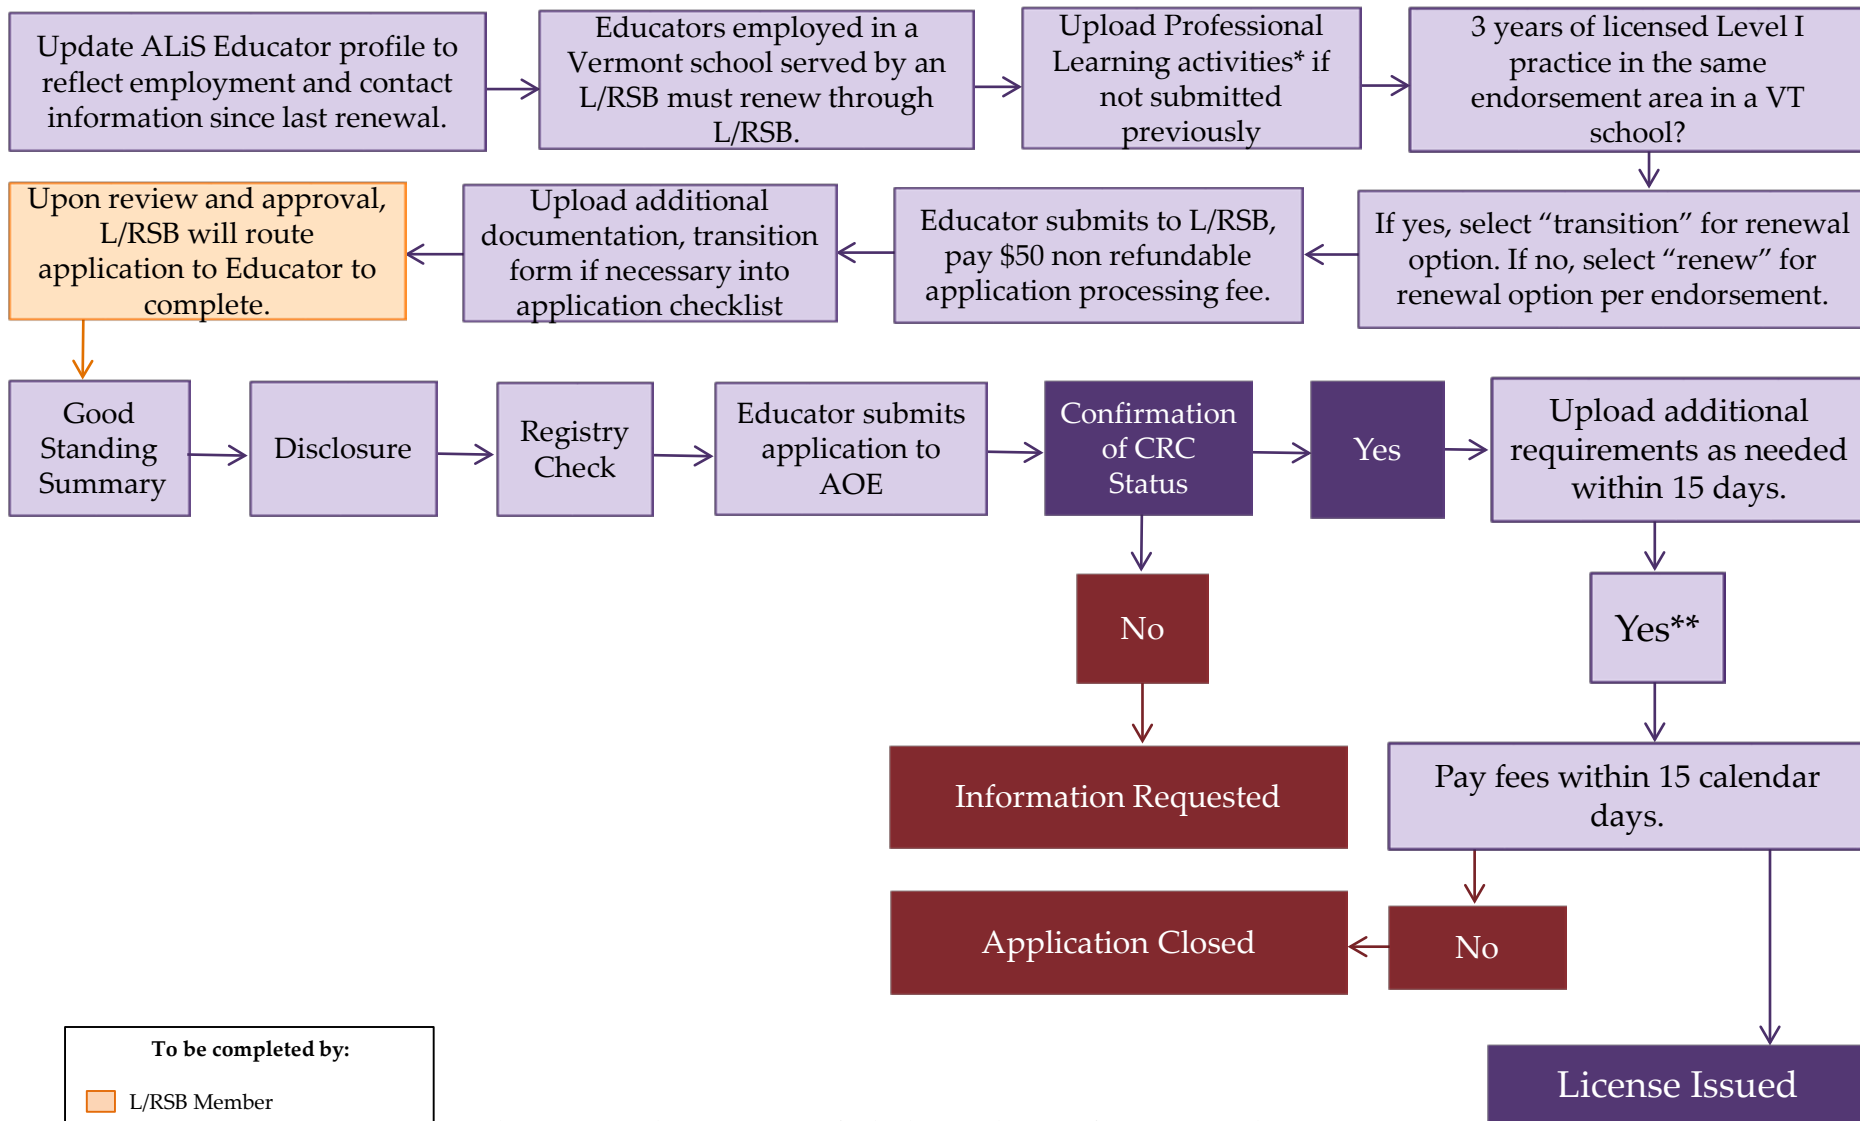 Update ALiS Educator profile to
reflect employment and contact
information since last renewal.
Educators employed in a
Vermont school served by an
L/RSB must renew through
L/RSB.
Upload Professional
Learning activities* if
not submitted
previously
3 years of licensed Level I
practice in the same
endorsement area in a VT
school?
Upon review and approval,
L/RSB will route
application to Educator to
complete.
Upload additional
documentation, transition
form if necessary into
application checklist
Educator submits to L/RSB,
pay $50 non refundable
application processing fee.
If yes, select “transition” for renewal
option. If no, select “renew” for
renewal option per endorsement.
Good
Standing
Summary
Disclosure
Registry
Check
Educator submits
application to
AOE
Confirmation
of CRC
Status
Yes
Upload additional
requirements as needed
within 15 days.
No
Yes**
Information Requested
Pay fees within 15 calendar
days.
Application Closed
No
To be completed by:
L/RSB Member
License Issued